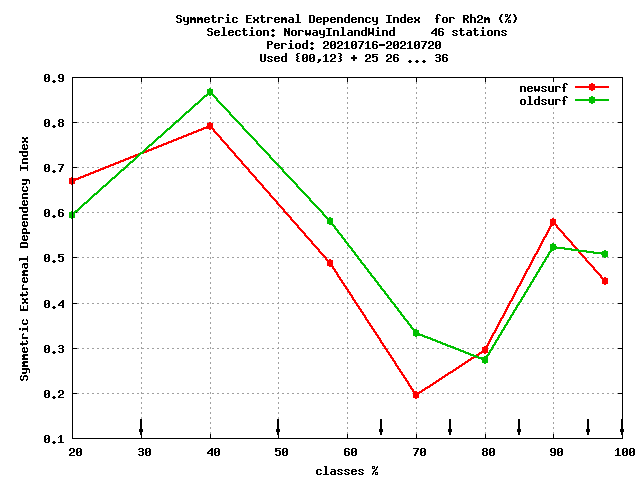 Symmetric Extremal Dependency Index  for Rh2m (%)
Selection: NorwayInlandWind     46 stations
Period: 20210716-20210720
Used {00,12} + 25 26 ... 36
newsurf
oldsurf
0.9
0.8
0.7
0.6
0.5
0.4
0.3
0.2
0.1
Symmetric Extremal Dependency Index
20 30 40 50 60 70 80 90 100
classes %